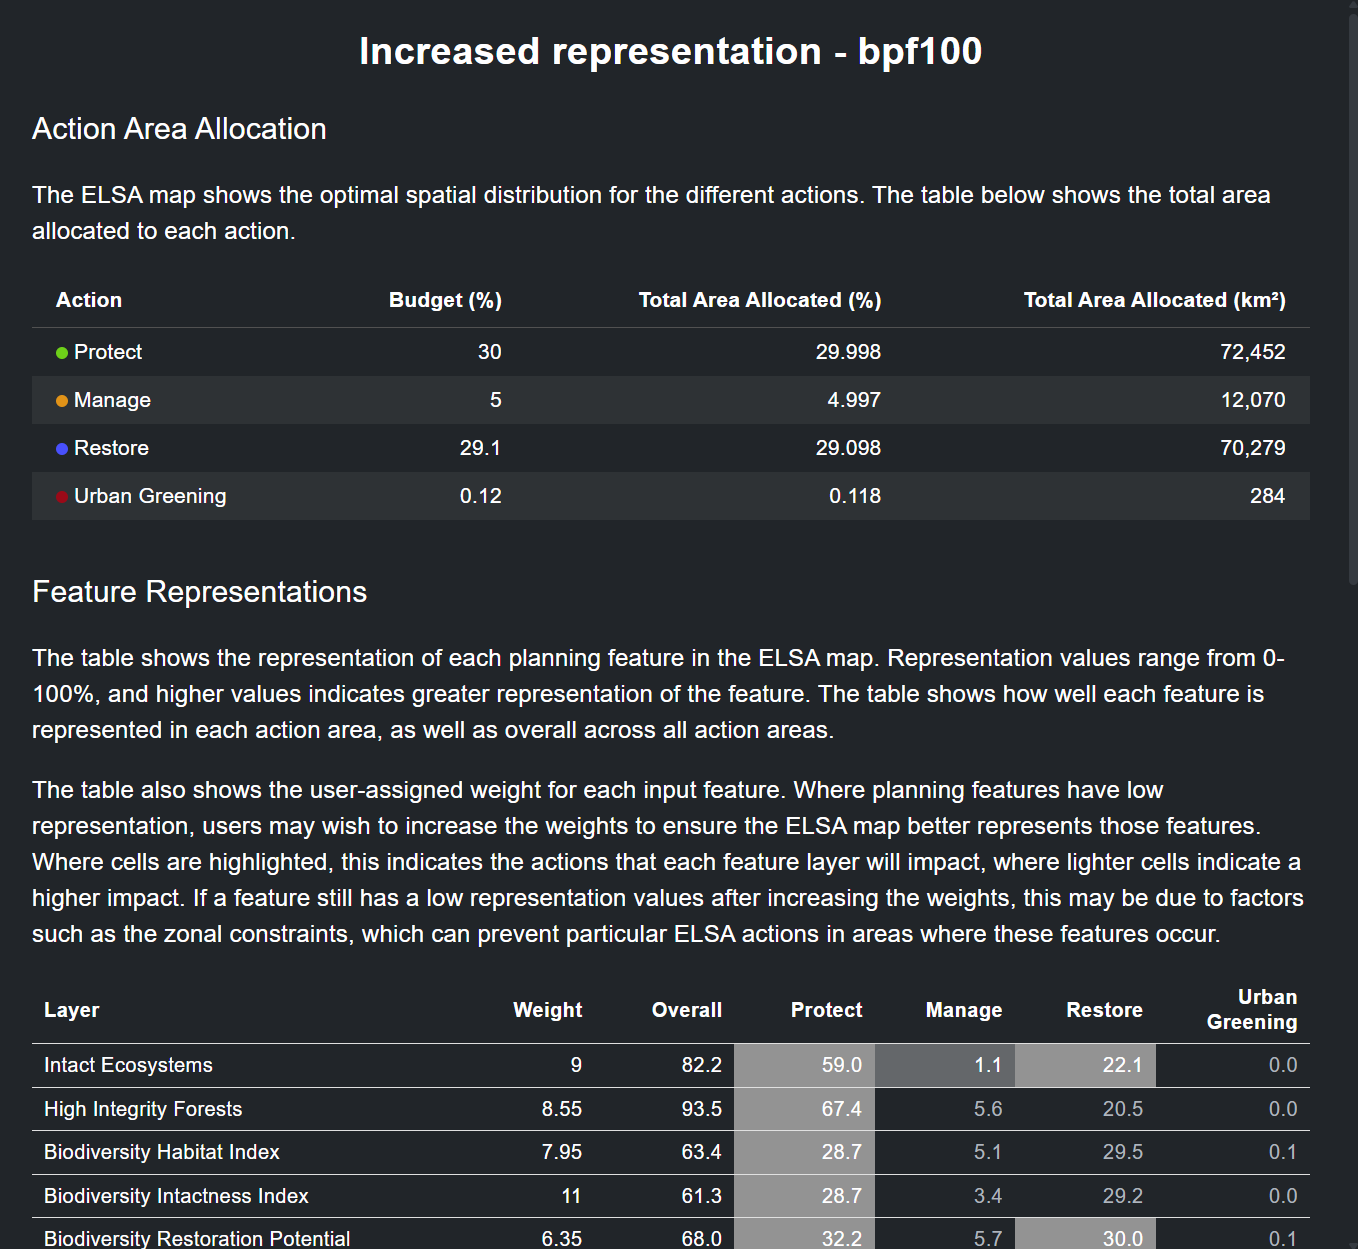 Increased representation - bpf100
Action Area Allocation
The ELSA map shows the optimal spatial distribution for the different actions. The table below shows the total area
allocated to each action.
Action Budget (%) Total Area Allocated (%) Total Area Allocated (km²)
Protect 30 29.998 72,452
Manage 5 4.997 12,070
Restore 29.1 29.098 70,279
Urban Greening 0.12 0.118 284
Feature Representations
The table shows the representation of each planning feature in the ELSA map. Representation values range from 0-
100%, and higher values indicates greater representation of the feature. The table shows how well each feature is
represented in each action area, as well as overall across all action areas.
The table also shows the user-assigned weight for each input feature. Where planning features have low
representation, users may wish to increase the weights to ensure the ELSA map better represents those features.
Where cells are highlighted, this indicates the actions that each feature layer will impact, where lighter cells indicate a
higher impact. If a feature still has a low representation values after increasing the weights, this may be due to factors
such as the zonal constraints, which can prevent particular ELSA actions in areas where these features occur.
Layer Weight Overall Protect Manage Restore Urban
Greening
Intact Ecosystems 9 82.2 59.0 1.1 22.1 0.0
High Integrity Forests 8.55 93.5 67.4 5.6 20.5 0.0
Biodiversity Habitat Index 7.95 63.4 28.7 5.1 29.5 0.1
Biodiversity Intactness Index 11 61.3 28.7 3.4 29.2 0.0
Biodiversity Restoration Potential 6.35 68.0 32.2 5.7 30.0 0.1